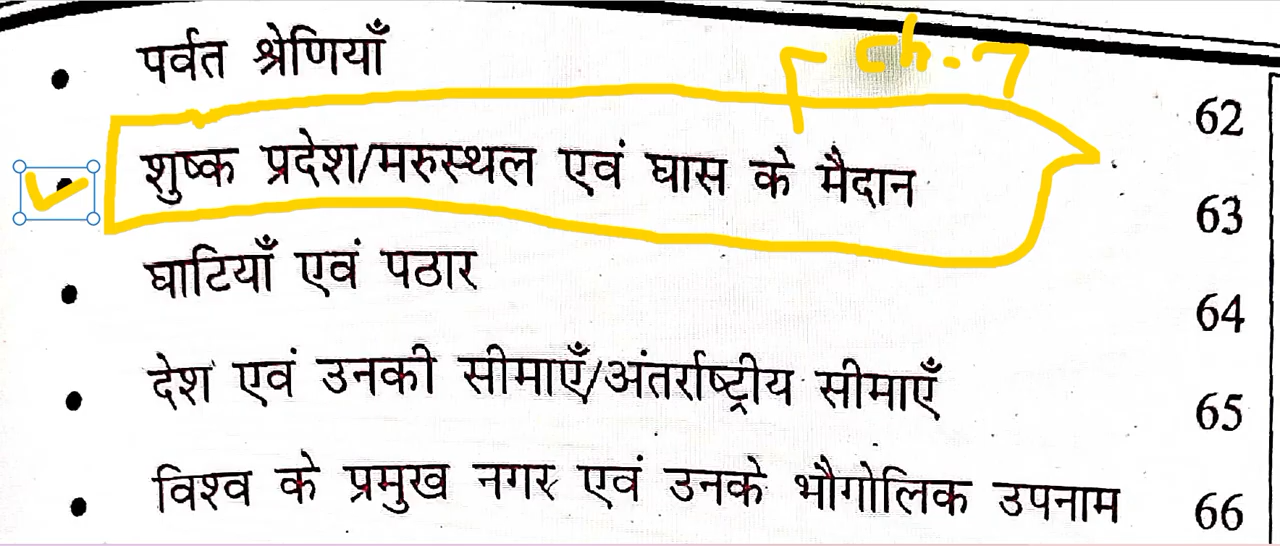 ch. 7
• पर्वत श्रेणियाँ 62
• शुष्क प्रदेश/मरुस्थल एवं घास के मैदान 63
• घाटियाँ एवं पठार 64
• देश एवं उनकी सीमाएँ/अंतर्राष्ट्रीय सीमाएँ 65
• विश्व के प्रमुख नगर एवं उनके भौगोलिक उपनाम 66